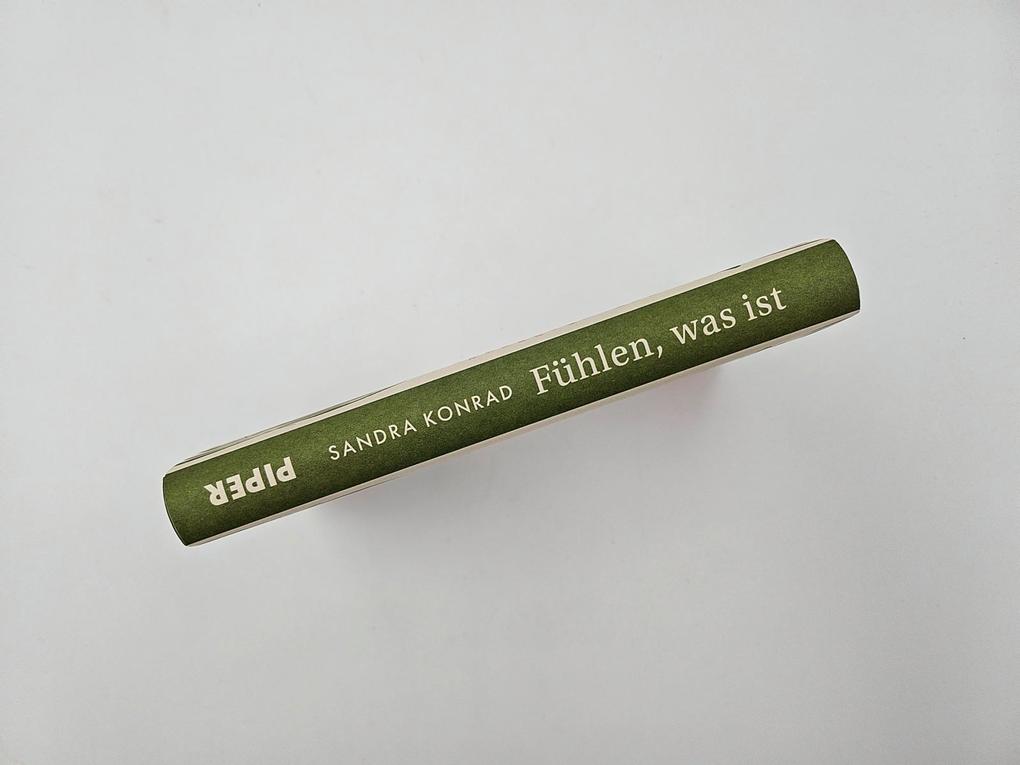 PIPER
SANDRA KONRAD Fühlen, was ist